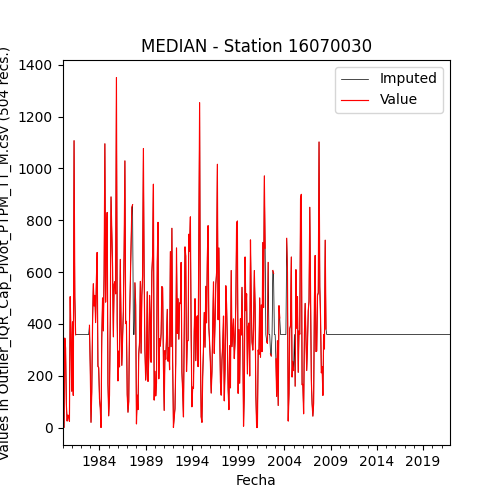 MEDIAN - Station 16070030
Values in Outlier_IQR_Cap_Pivot_PTPM_TT_M.csv (504 recs.)
1400
1200
1000
800
600
400
200
0
Imputed
Value
1984 1989 1994 1999 2004 2009 2014 2019
Fecha